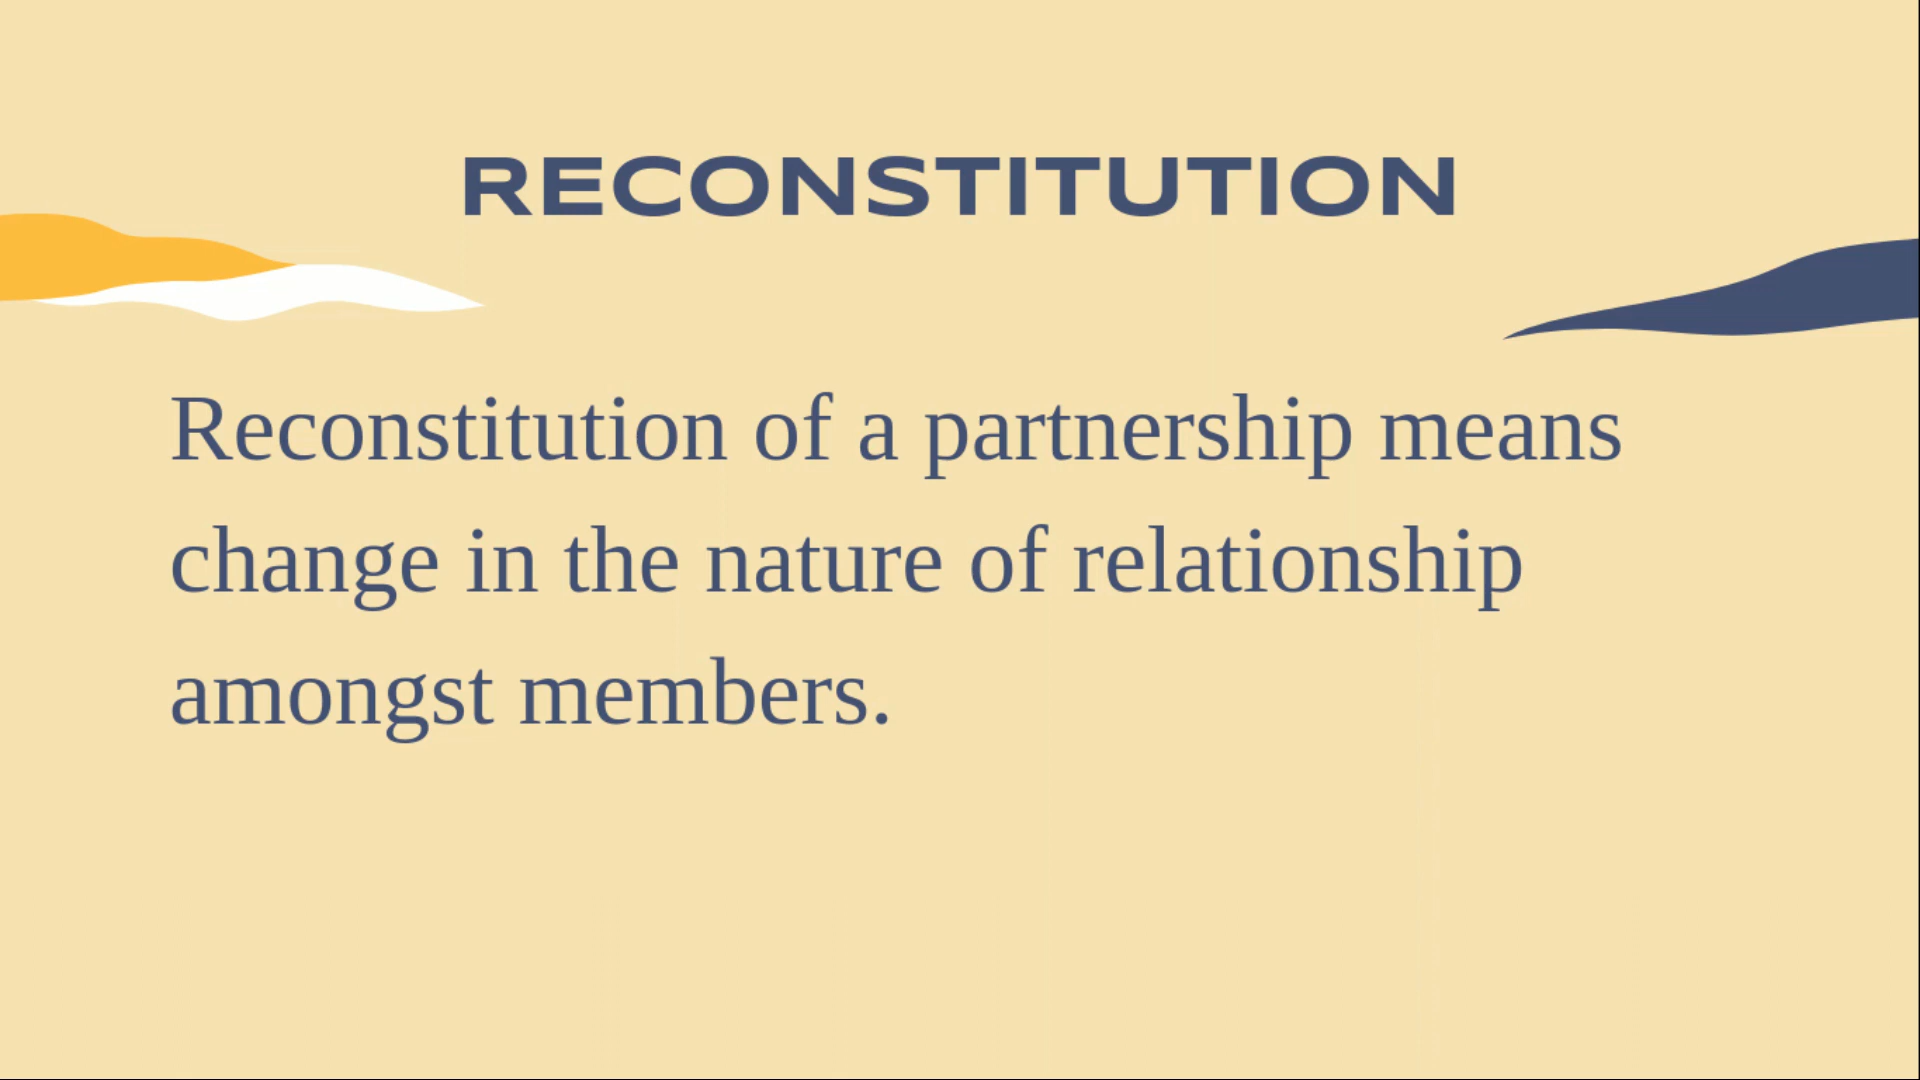 RECONSTITUTION
Reconstitution of a partnership means
change in the nature of relationship
amongst members.